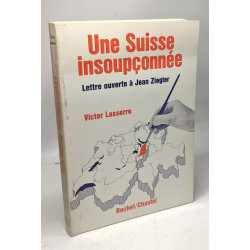 Une Suisse
insoupçonnée
Lettre ouverte à Jean Ziegler
Victor Lasserre
Buchet/Chastel